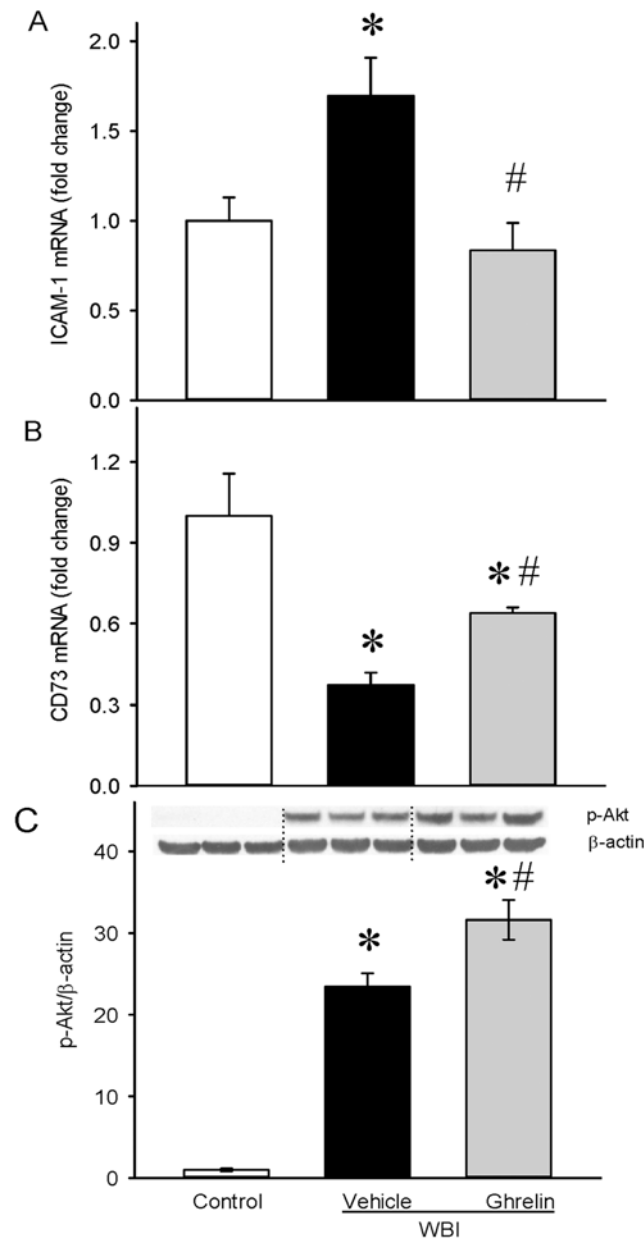 A
ICAM-1 mRNA (fold change)
2.0
1.5
1.0
0.5
0.0
*
#
B
CD73 mRNA (fold change)
1.2
0.9
0.6
0.3
0.0
*
*#
C
p-Akt
β-actin
p-Akt/β-actin
40
30
20
10
0
*
*#
Control Vehicle Ghrelin
WBI